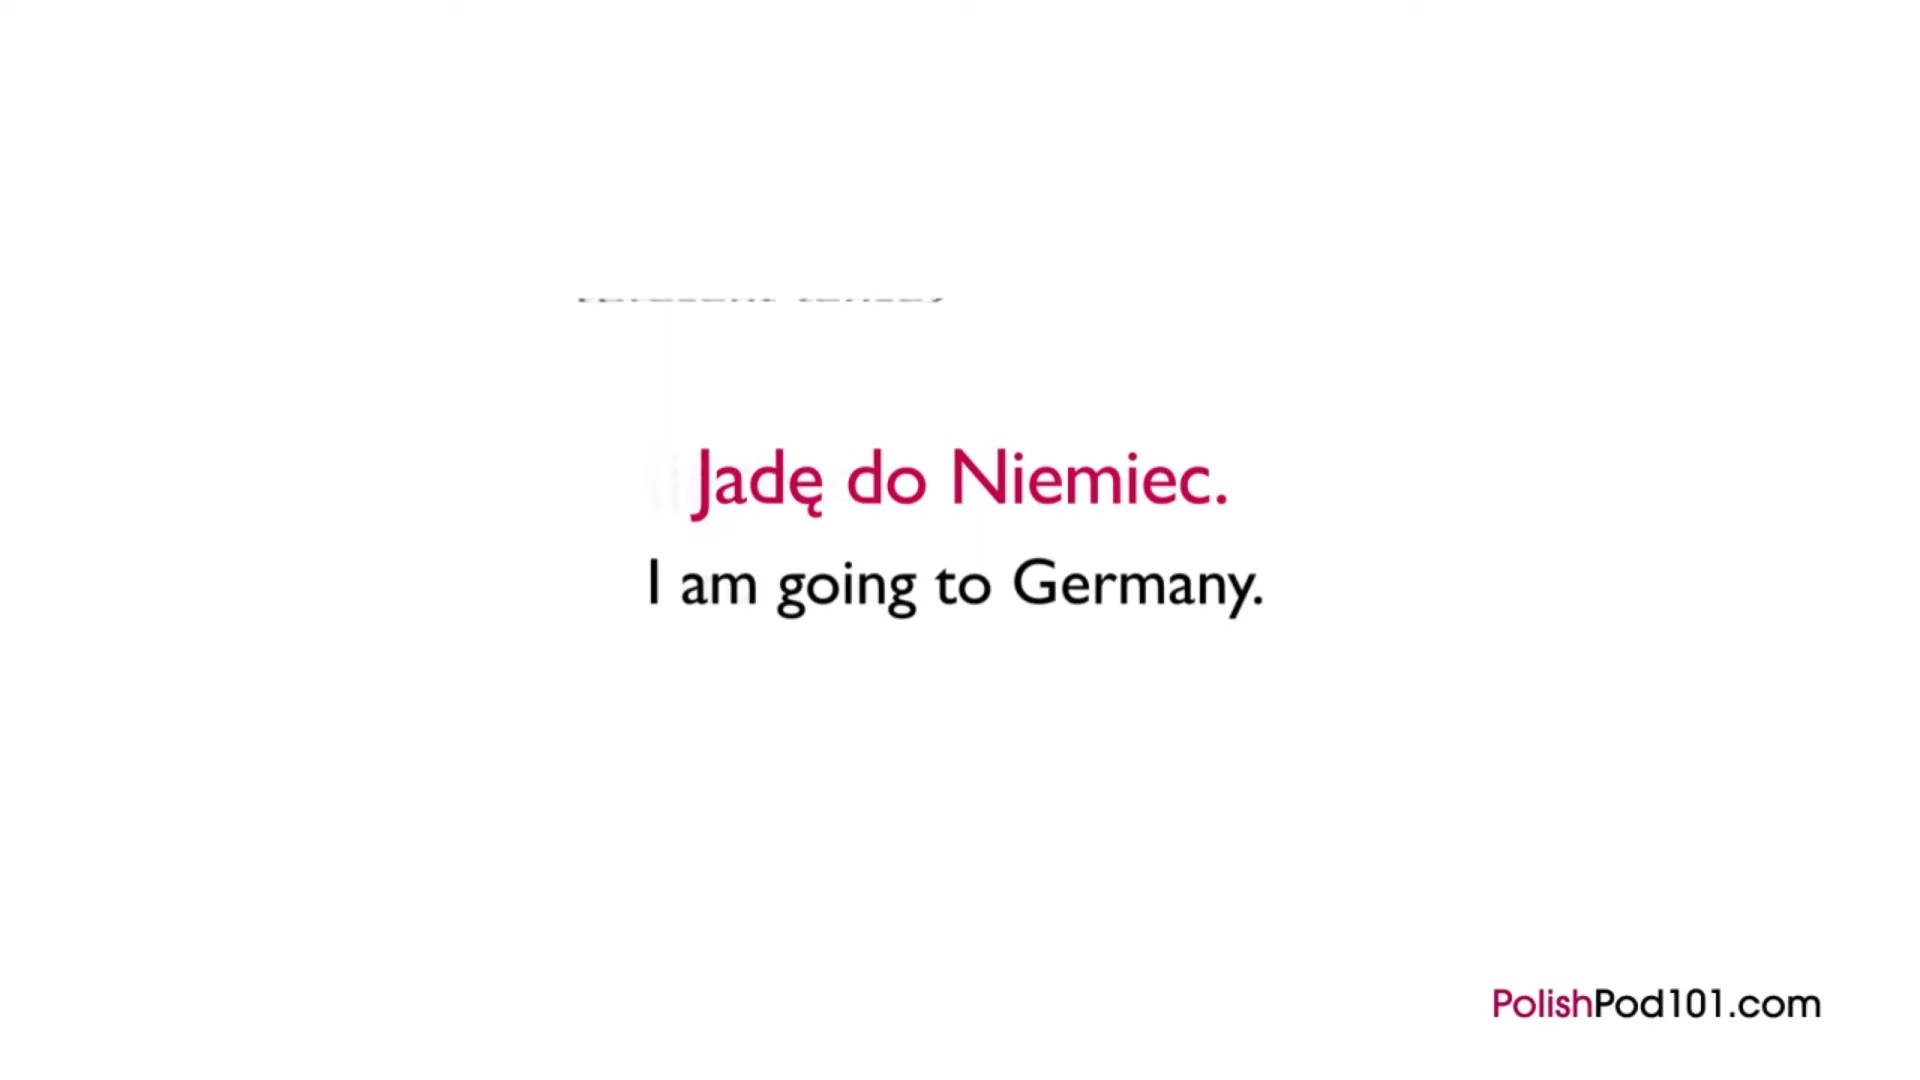 Jadę do Niemiec.
I am going to Germany.
PolishPod101.com